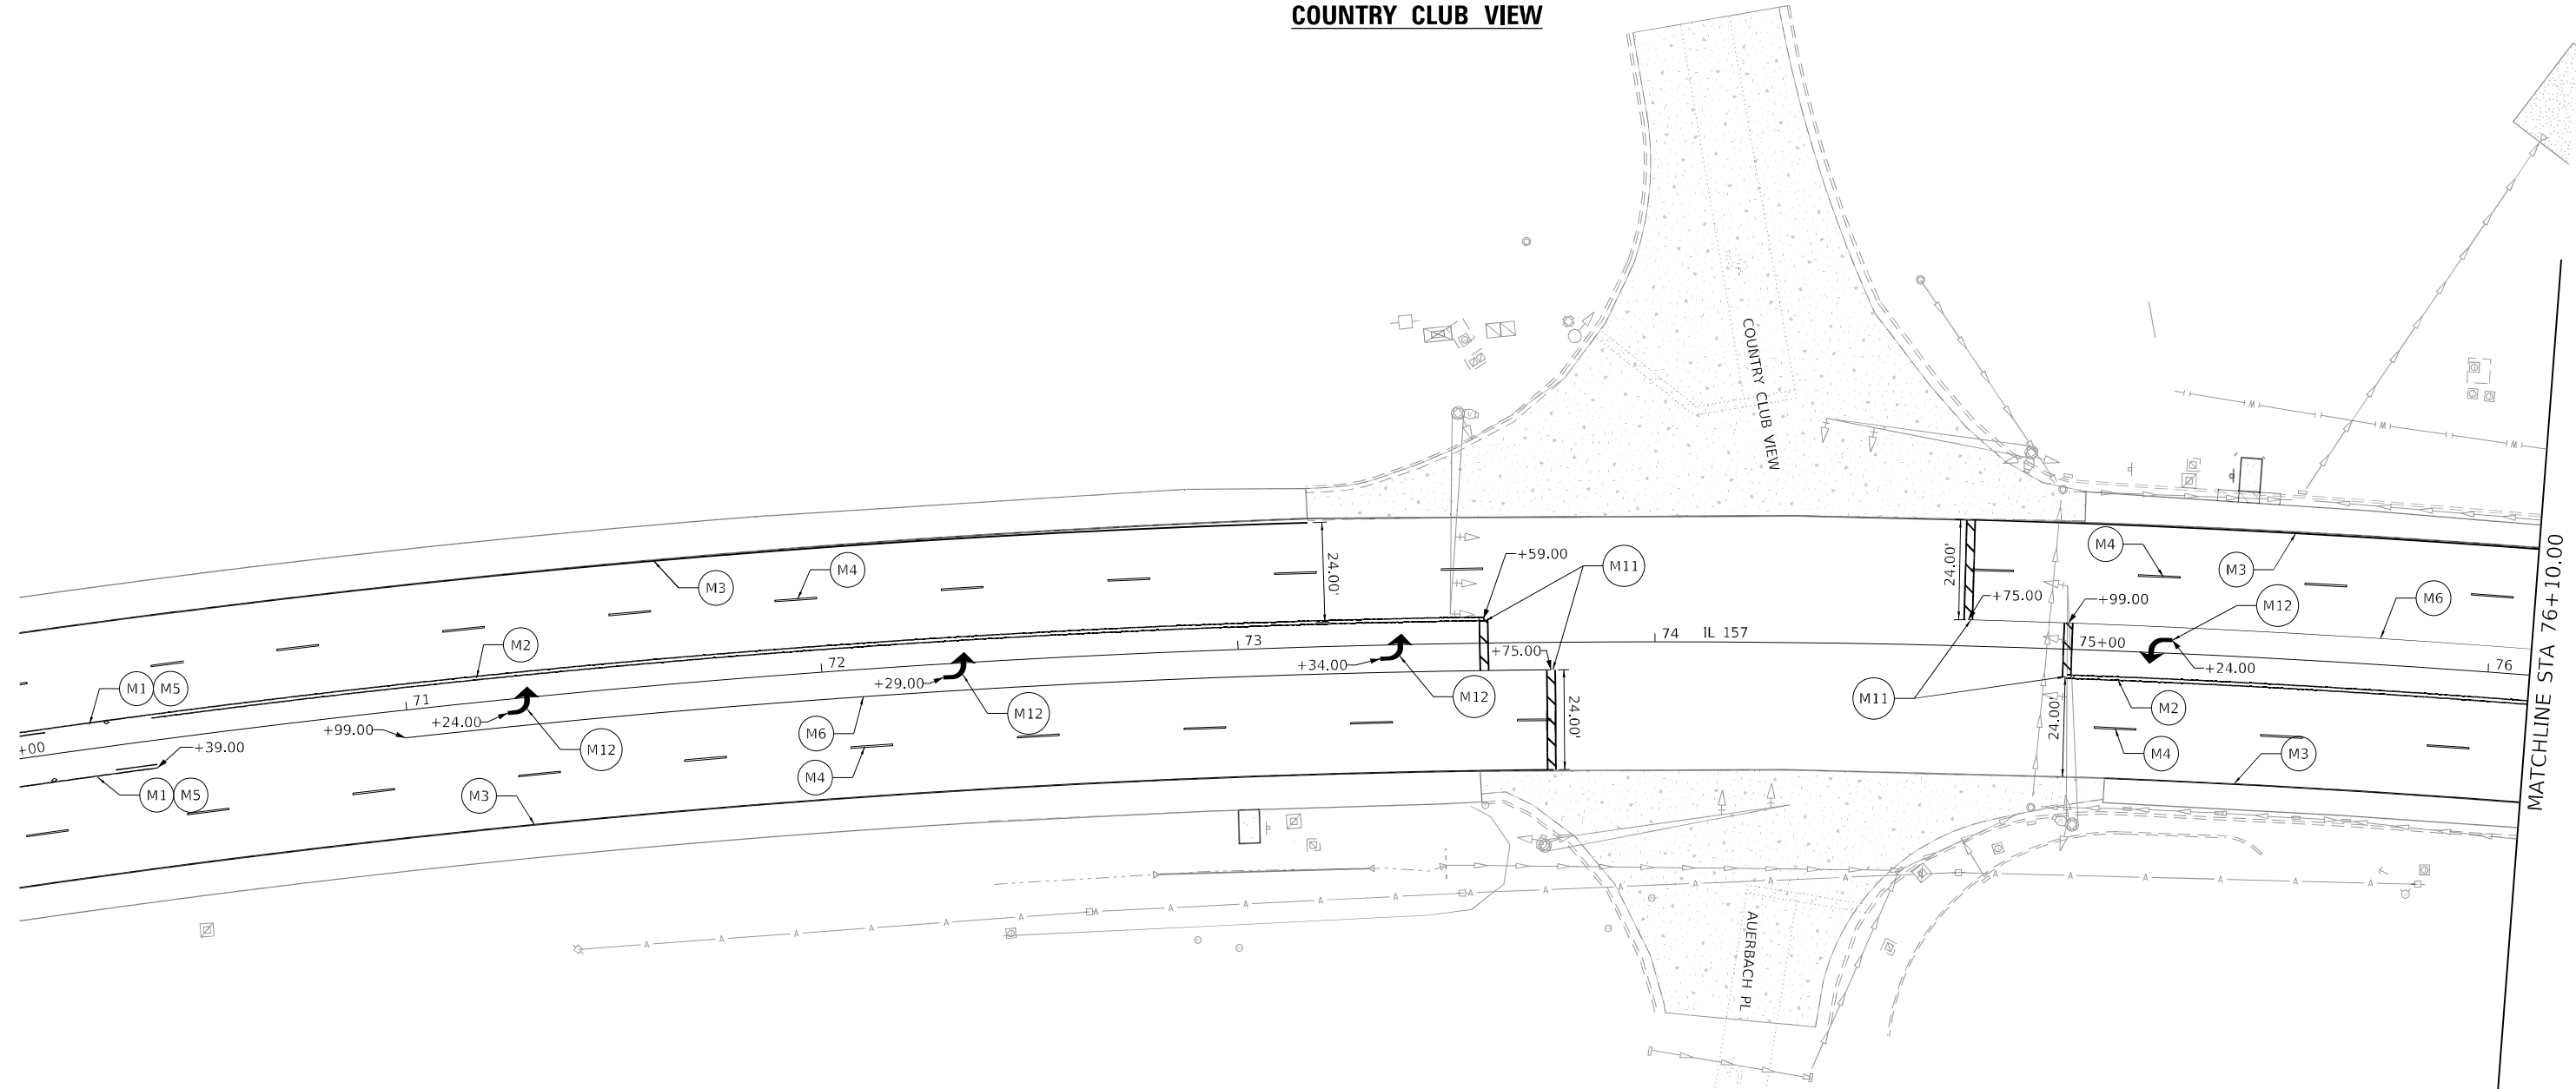 COUNTRY CLUB VIEW
COUNTRY CLUB VIEW
M
M
M
MATCHLINE STA 76+10.00
24.00'
M3
M4
+59.00
M11
24.00'
+75.00
M4
M3
+99.00
M12
M6
M1 M5
M2
71
72
73
74 IL 157
75+00
76
+00
+39.00
M1 M5
+99.00
+24.00
M12
+29.00
M12
+34.00
M12
+75.00
24.00'
M6
M4
M3
M11
24.00'
+24.00
M2
M4
M3
A A A A A A A A A A A A A A A A A A A A A A
AUERBACH PL